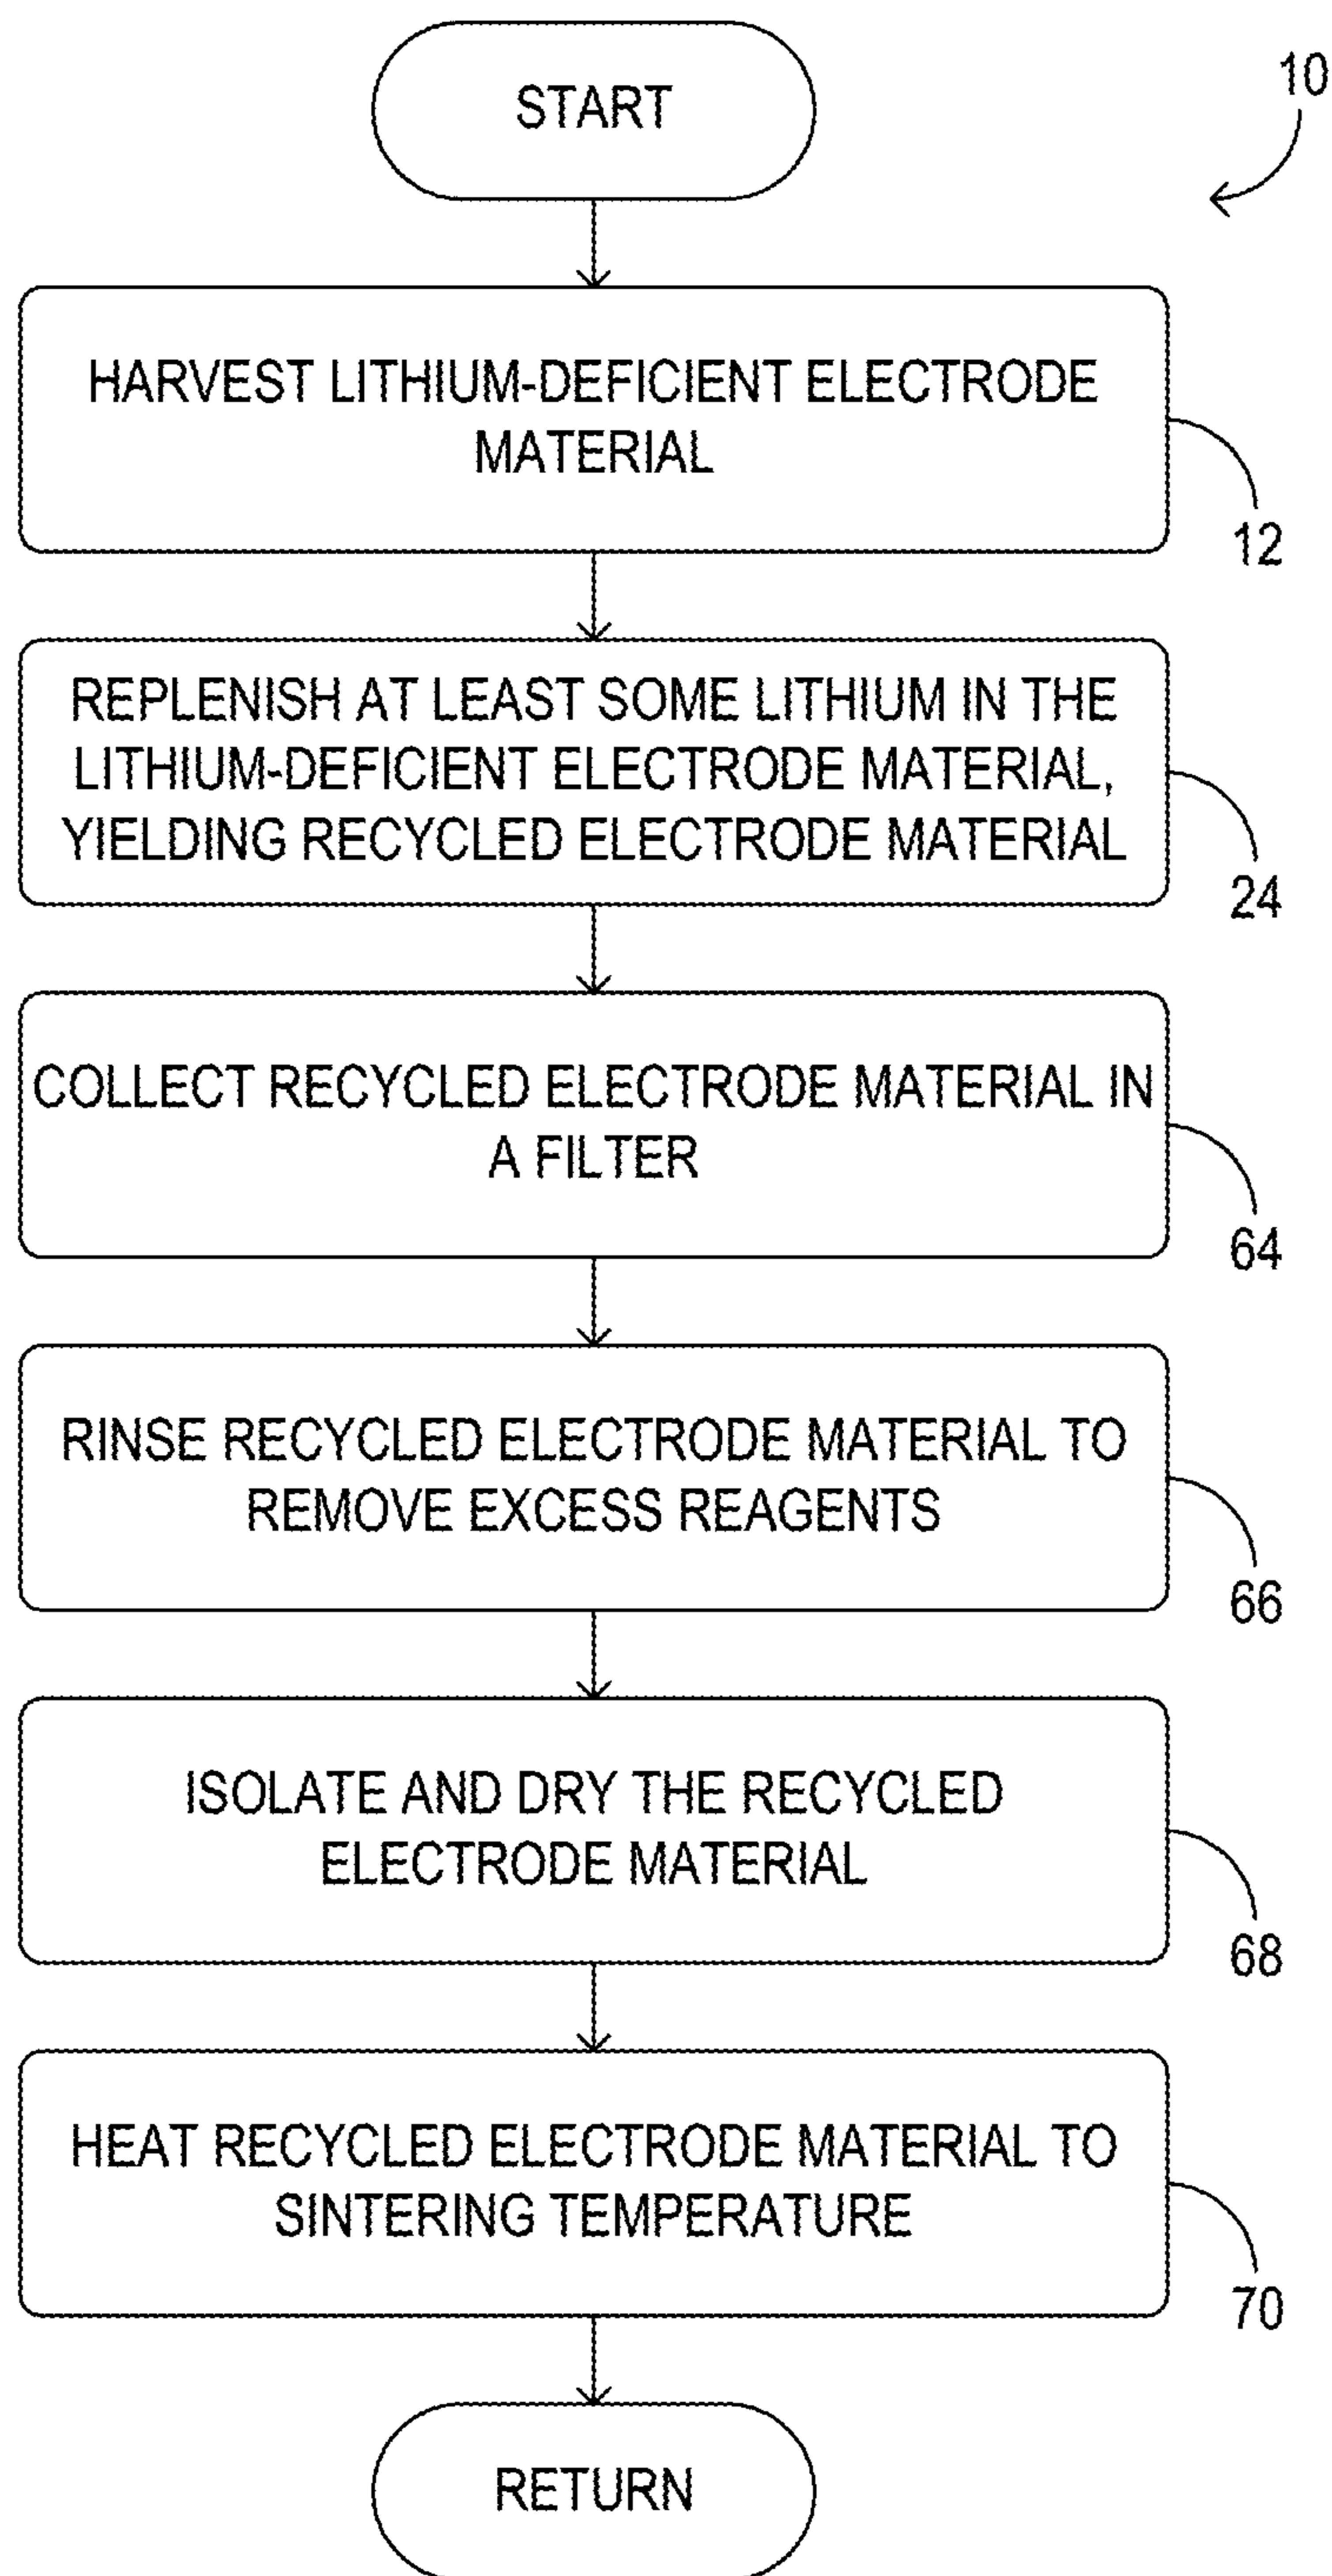 START
10
HARVEST LITHIUM-DEFICIENT ELECTRODE
MATERIAL
12
REPLENISH AT LEAST SOME LITHIUM IN THE
LITHIUM-DEFICIENT ELECTRODE MATERIAL,
YIELDING RECYCLED ELECTRODE MATERIAL
24
COLLECT RECYCLED ELECTRODE MATERIAL IN
A FILTER
64
RINSE RECYCLED ELECTRODE MATERIAL TO
REMOVE EXCESS REAGENTS
66
ISOLATE AND DRY THE RECYCLED
ELECTRODE MATERIAL
68
HEAT RECYCLED ELECTRODE MATERIAL TO
SINTERING TEMPERATURE
70
RETURN